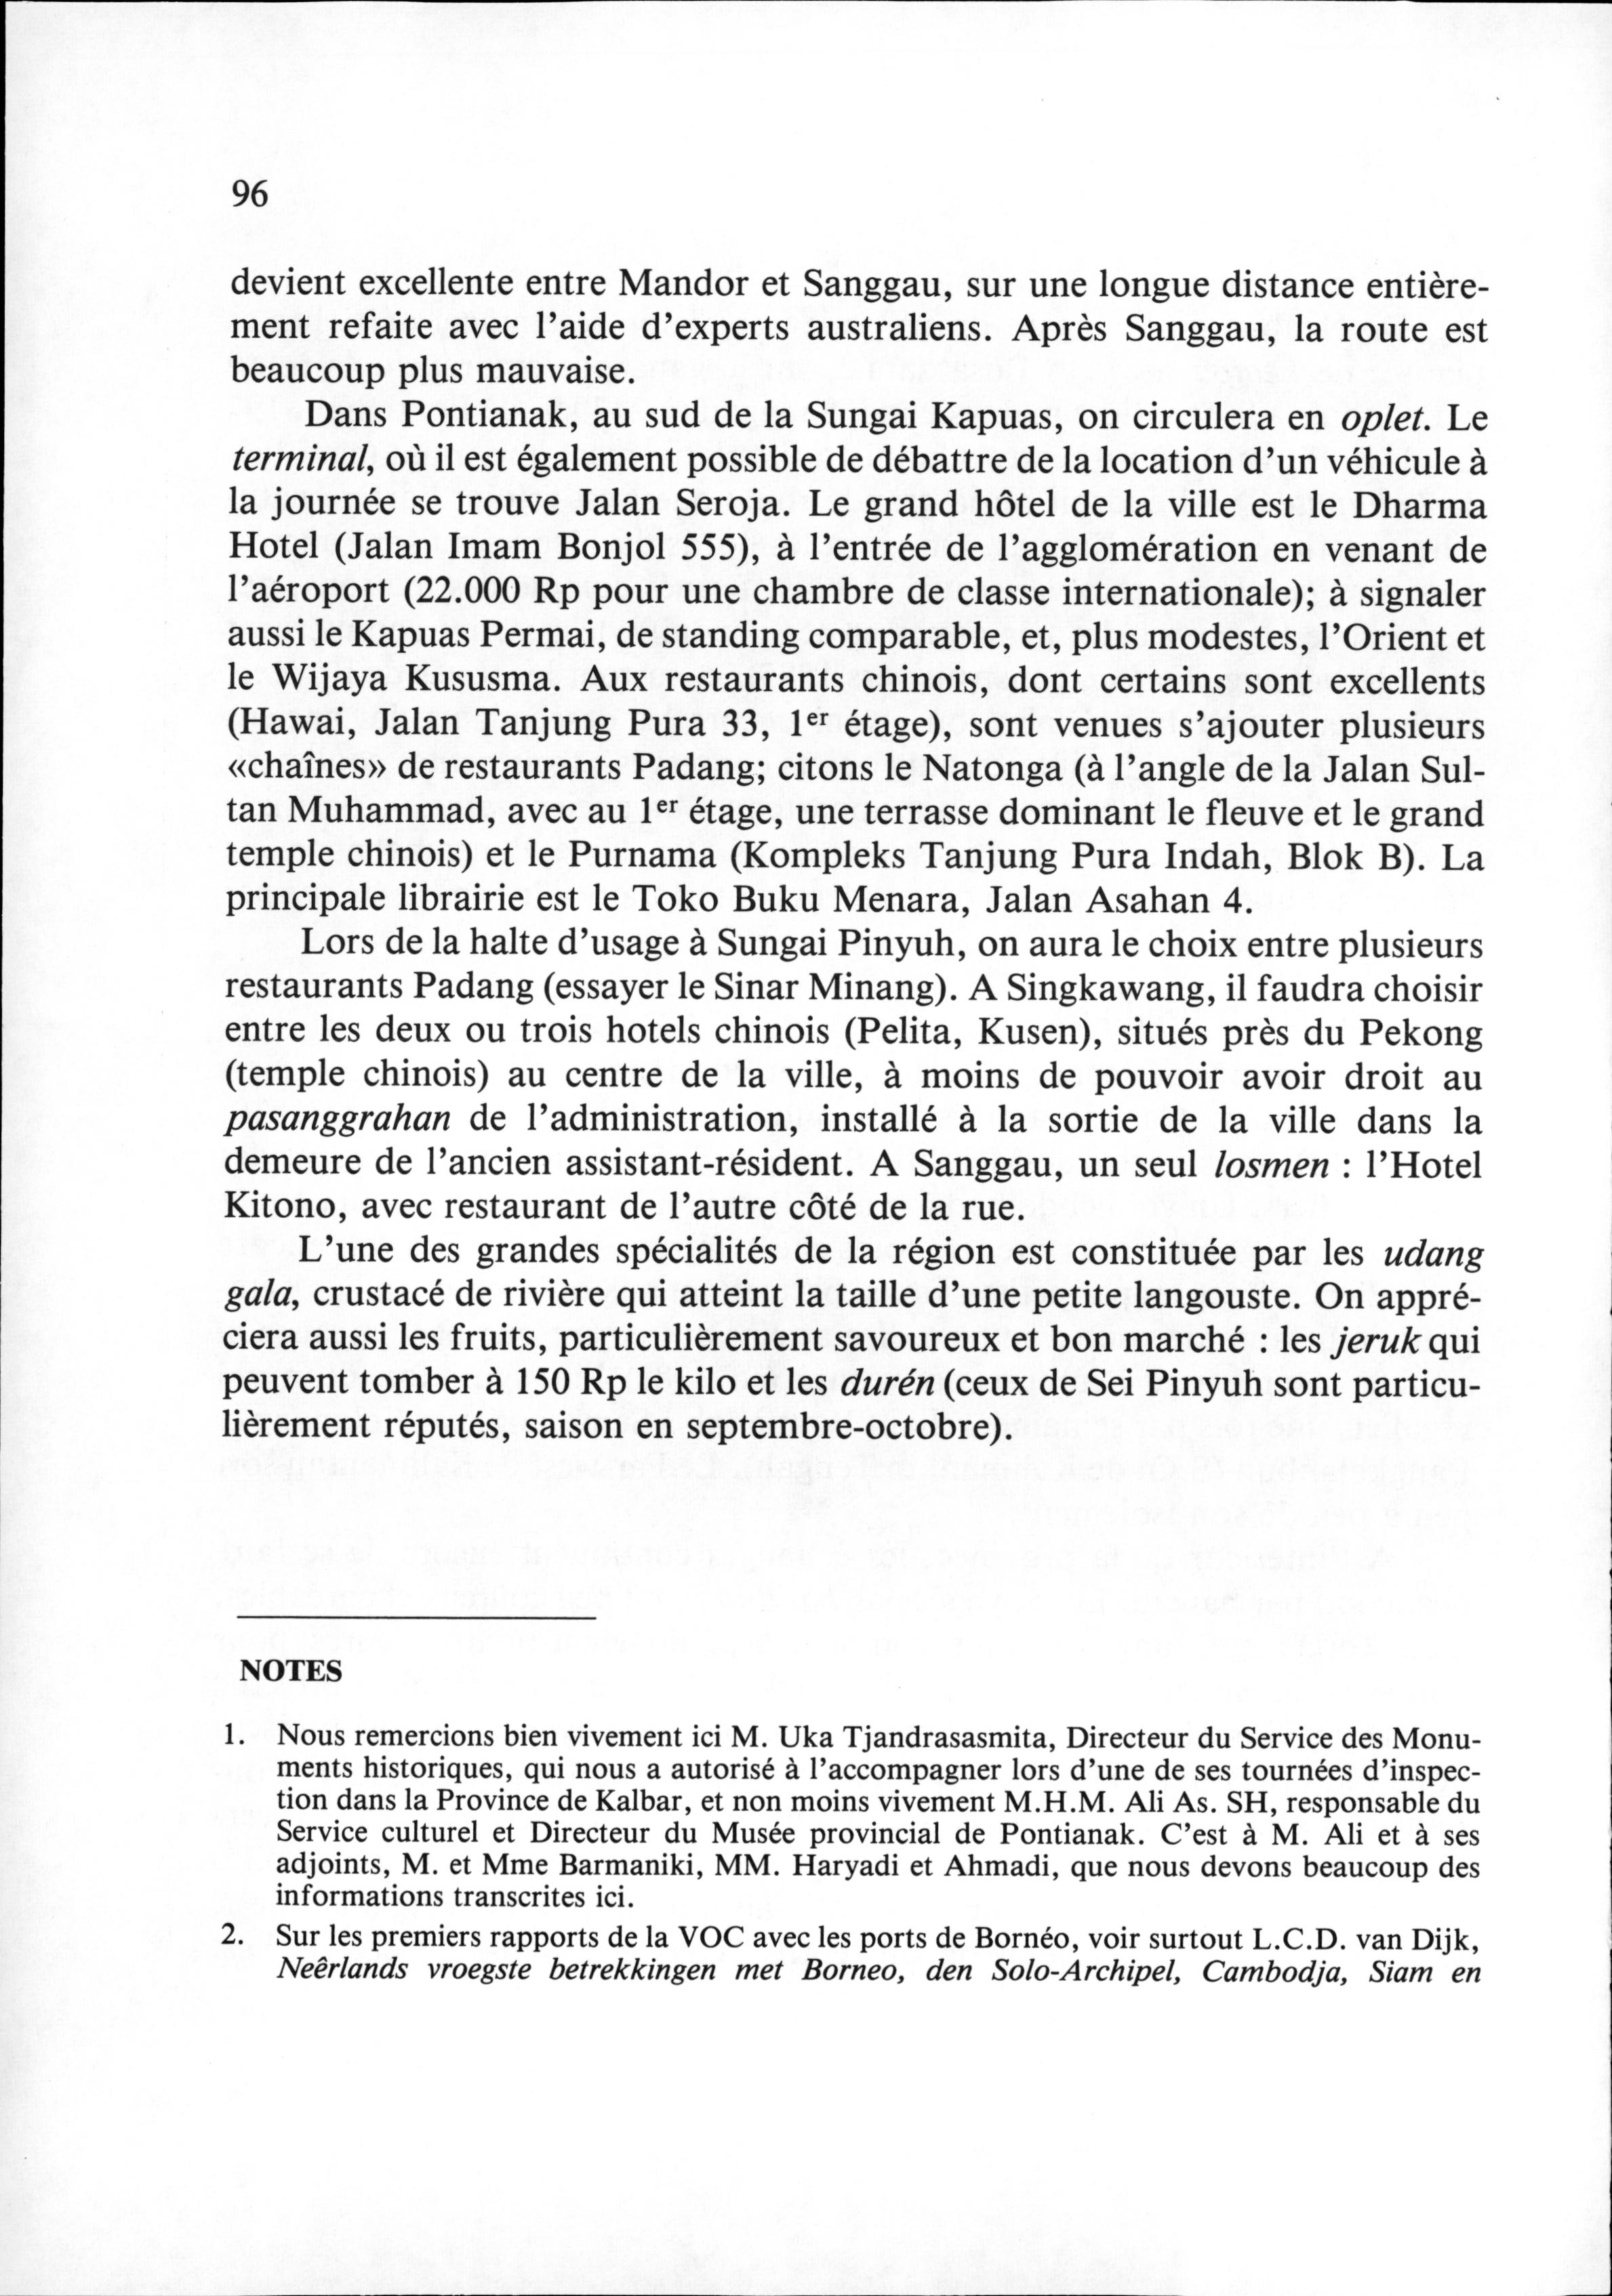 96
devient excellente entre Mandor et Sanggau, sur une longue distance entière-
ment refaite avec l'aide d'experts australiens. Après Sanggau, la route est
beaucoup plus mauvaise.
Dans Pontianak, au sud de la Sungai Kapuas, on circulera en oplet. Le
terminal, où il est également possible de débattre de la location d'un véhicule à
la journée se trouve Jalan Seroja. Le grand hôtel de la ville est le Dharma
Hotel (Jalan Imam Bonjol 555), à l'entrée de l'agglomération en venant de
l'aéroport (22.000 Rp pour une chambre de classe internationale); à signaler
aussi le Kapuas Permai, de standing comparable, et, plus modestes, l'Orient et
le Wijaya Kususma. Aux restaurants chinois, dont certains sont excellents
(Hawai, Jalan Tanjung Pura 33, 1er étage), sont venues s'ajouter plusieurs
«chaînes» de restaurants Padang; citons le Natonga (à l'angle de la Jalan Sul-
tan Muhammad, avec au 1er étage, une terrasse dominant le fleuve et le grand
temple chinois) et le Purnama (Kompleks Tanjung Pura Indah, Blok B). La
principale librairie est le Toko Buku Menara, Jalan Asahan 4.
Lors de la halte d'usage à Sungai Pinyuh, on aura le choix entre plusieurs
restaurants Padang (essayer le Sinar Minang). A Singkawang, il faudra choisir
entre les deux ou trois hotels chinois (Pelita, Kusen), situés près du Pekong
(temple chinois) au centre de la ville, à moins de pouvoir avoir droit au
pasanggrahan de l'administration, installé à la sortie de la ville dans la
demeure de l'ancien assistant-résident. A Sanggau, un seul losmen : l'Hotel
Kitono, avec restaurant de l'autre côté de la rue.
L'une des grandes spécialités de la région est constituée par les udang
gala, crustacé de rivière qui atteint la taille d'une petite langouste. On appré-
ciera aussi les fruits, particulièrement savoureux et bon marché : les jeruk qui
peuvent tomber à 150 Rp le kilo et les durén (ceux de Sei Pinyuh sont particu-
lièrement réputés, saison en septembre-octobre).
NOTES
1. Nous remercions bien vivement ici M. Uka Tjandrasasmita, Directeur du Service des Monu-
ments historiques, qui nous a autorisé à l'accompagner lors d'une de ses tournées d'inspec-
tion dans la Province de Kalbar, et non moins vivement M.H.M. Ali As. SH, responsable du
Service culturel et Directeur du Musée provincial de Pontianak. C'est à M. Ali et à ses
adjoints, M. et Mme Barmaniki, MM. Haryadi et Ahmadi, que nous devons beaucoup des
informations transcrites ici.
2. Sur les premiers rapports de la VOC avec les ports de Bornéo, voir surtout L.C.D. van Dijk,
Neêrlands vroegste betrekkingen met Borneo, den Solo-Archipel, Cambodja, Siam en